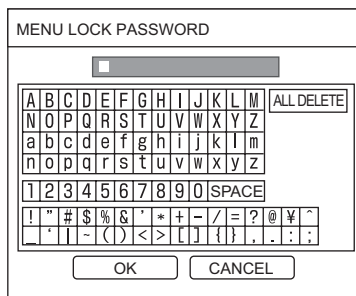 MENU LOCK PASSWORD
A B C D E F G H I J K L M ALL DELETE
N O P Q R S T U V W X Y Z
a b c d e f g h i j k l m
n o p q r s t u v w x y z
1 2 3 4 5 6 7 8 9 0 SPACE
! " # $ % & ' * + - / = ? @ ¥ ^
_ ‘ | ~ ( ) < > [ ] { } , . : ;
OK CANCEL